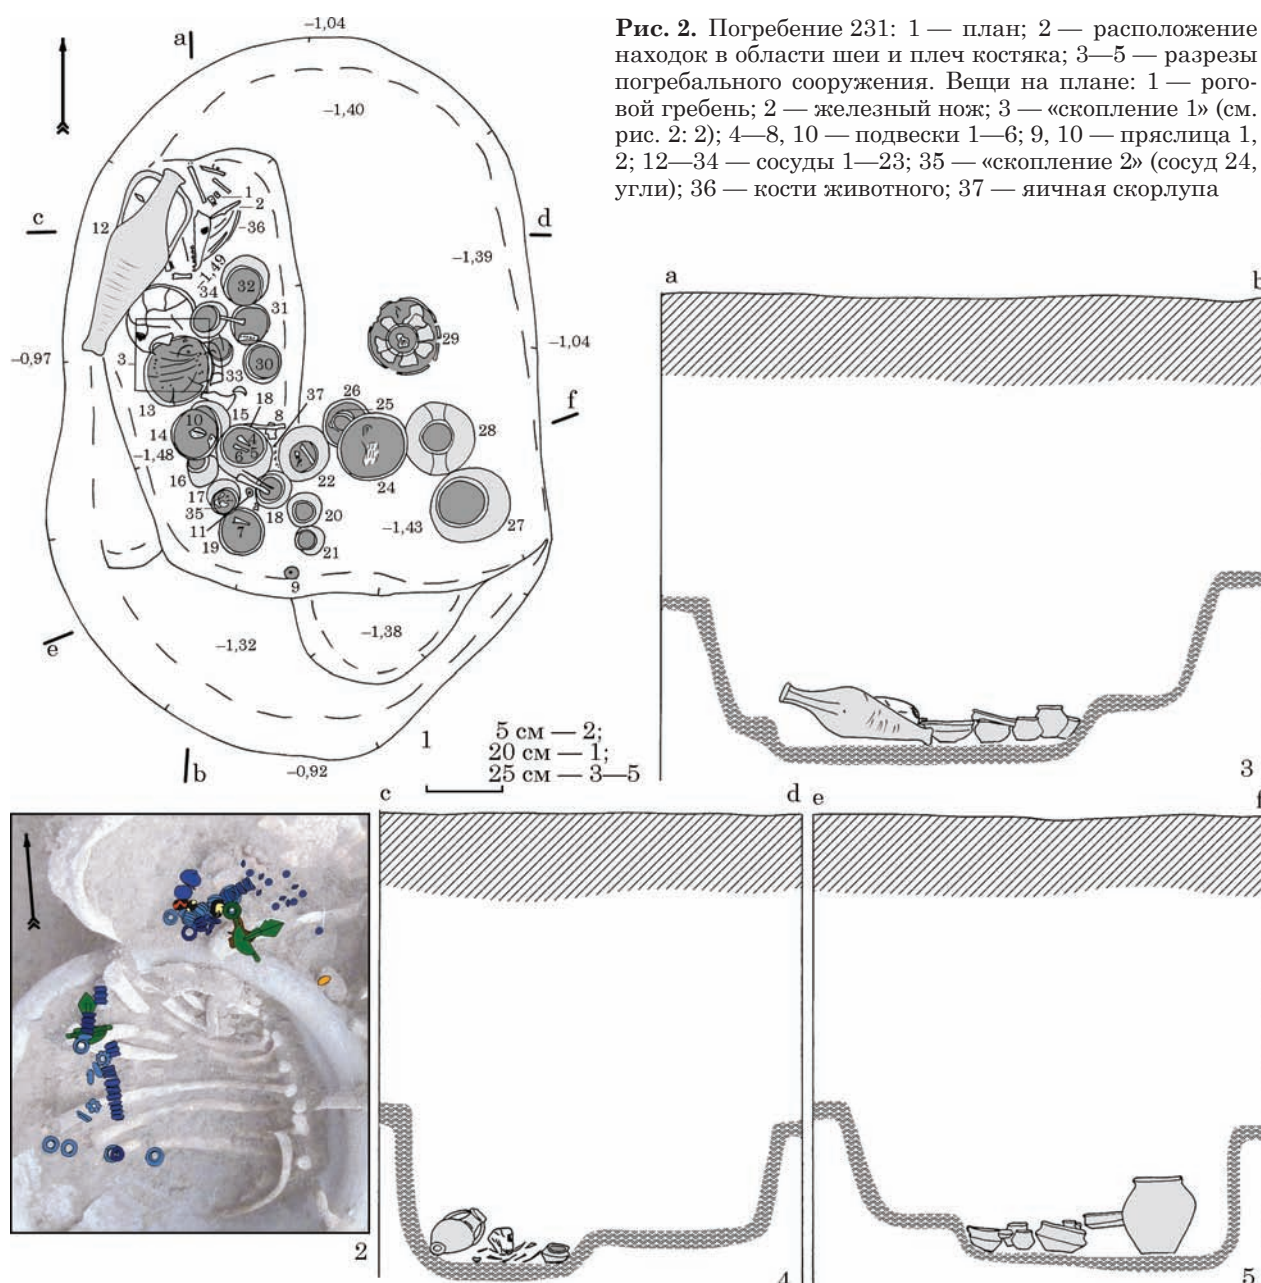 Рис. 2. Погребение 231: 1 — план; 2 — расположение
находок в области шеи и плеч костяка; 3—5 — разрезы
погребального сооружения. Вещи на плане: 1 — рого-
вой гребень; 2 — железный нож; 3 — «скопление 1» (см.
рис. 2: 2); 4—8, 10 — подвески 1—6; 9, 10 — пряслица 1,
2; 12—34 — сосуды 1—23; 35 — «скопление 2» (сосуд 24,
угли); 36 — кости животного; 37 — яичная скорлупа
−1,04
a
−1,40
1
2
36
c
12
d
−1,49
−1,39
32
34
31
29
−1,04
−0,97
3
30
33
13
37
26
18
25
f
10
15
8
14
4
28
−1,48
6
5
16
22
24
17
35
18
20
−1,43
27
11
7
19
21
9
−1,38
e
−1,32
1
b
−0,92
5 см — 2;
20 см — 1;
25 см — 3—5
a
b
3
2
c
d
4
e
f
5